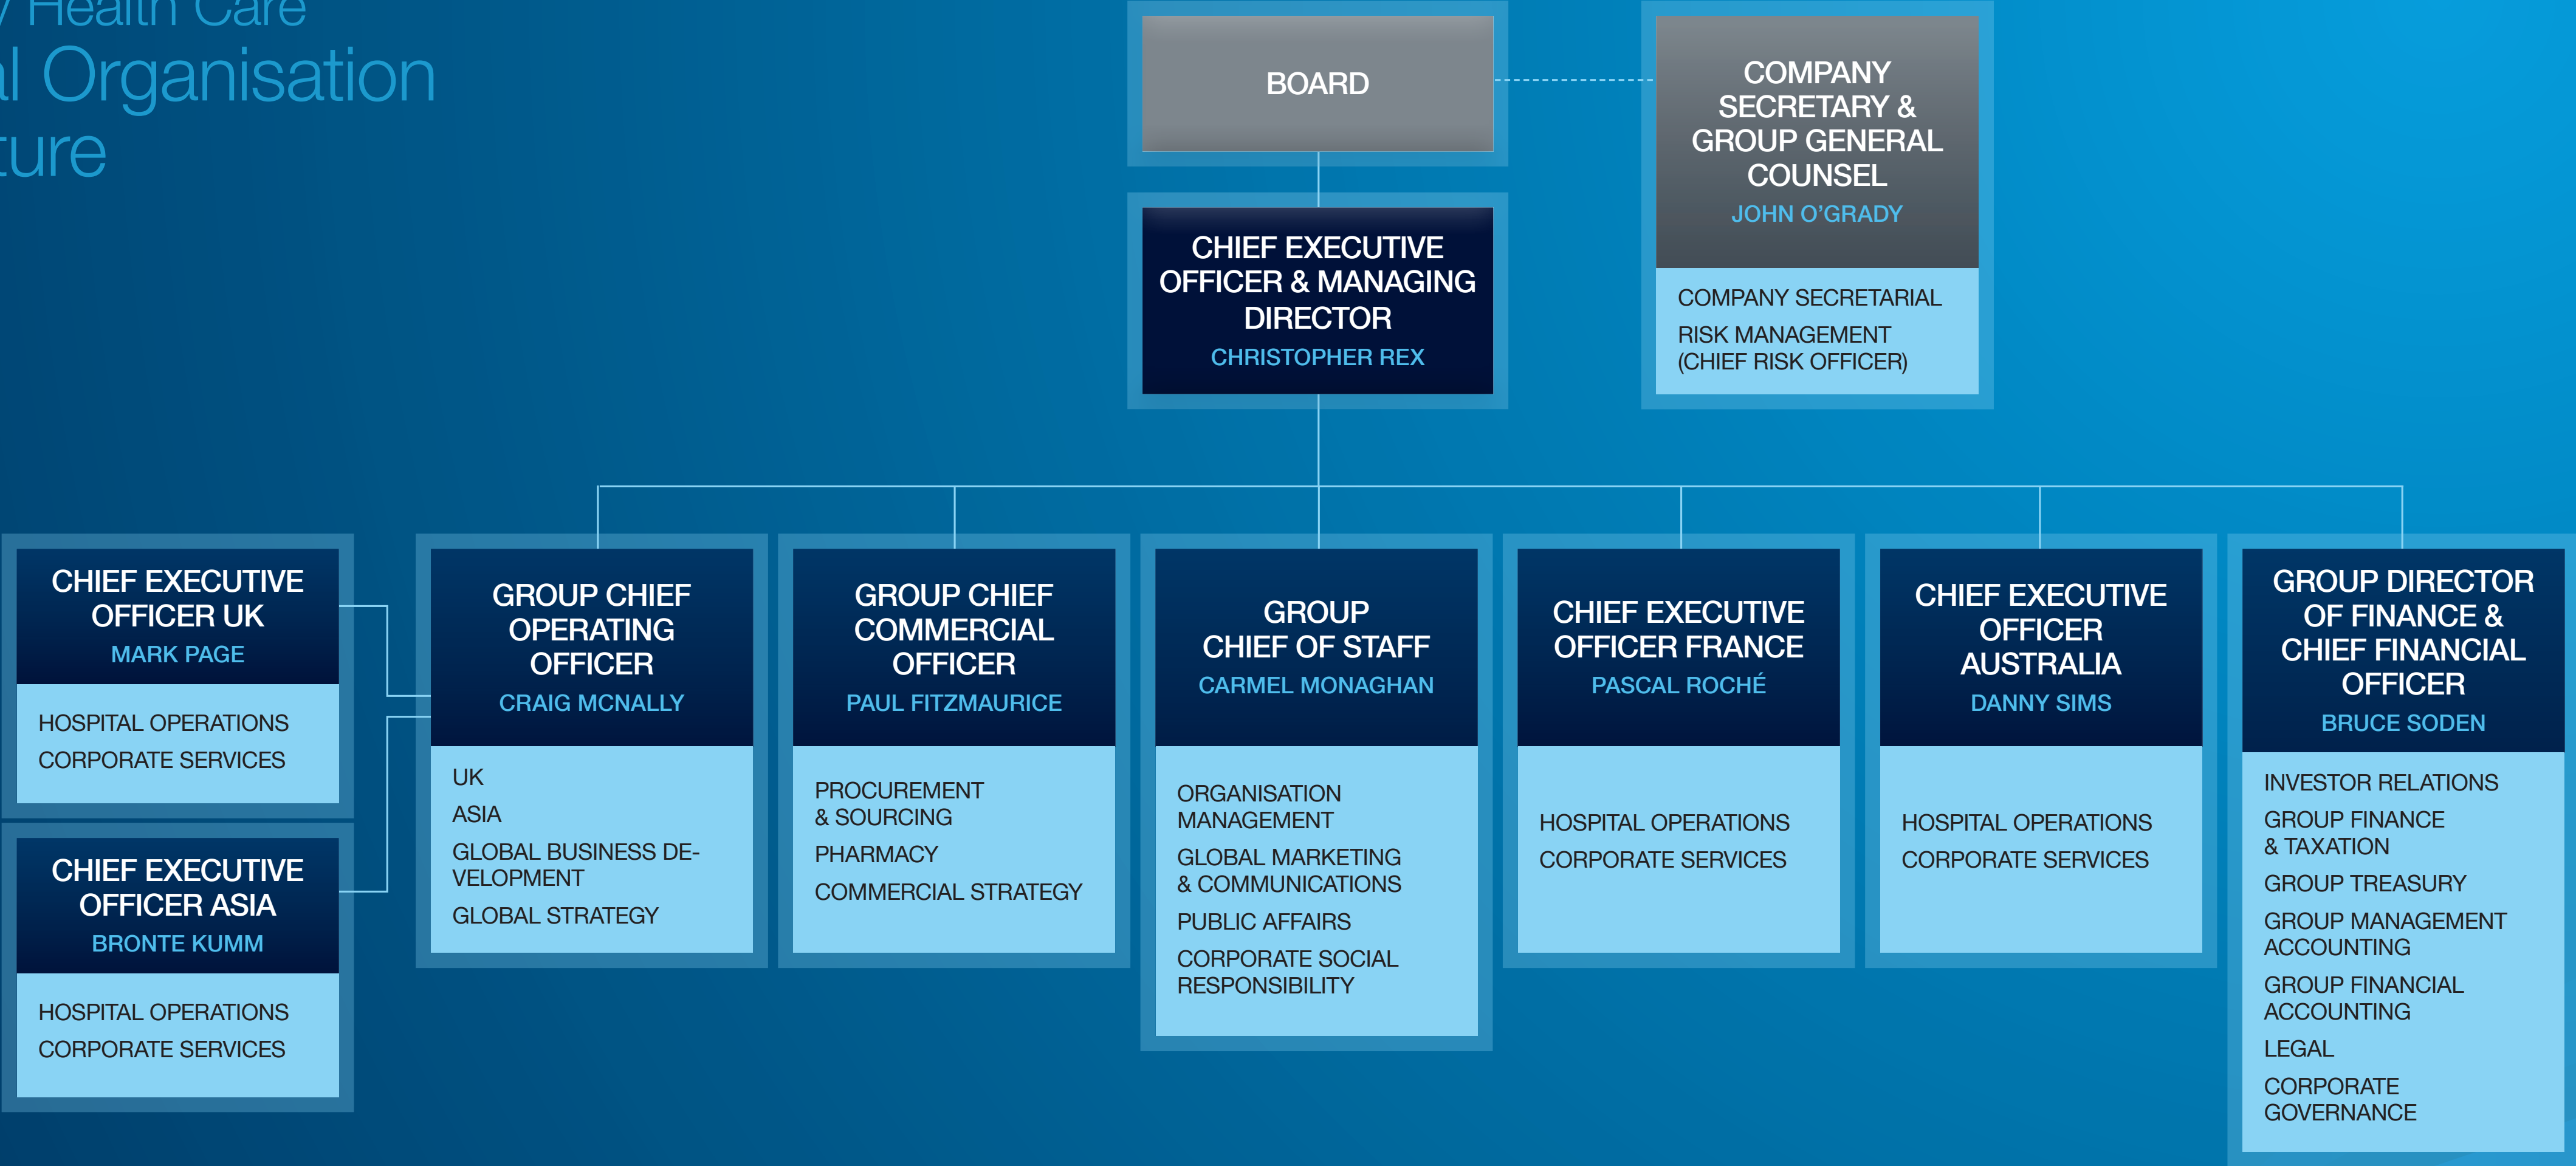 Health Care
Organisation
BOARD
COMPANY
SECRETARY &
GROUP GENERAL
COUNSEL
JOHN O'GRADY
COMPANY SECRETARIAL
RISK MANAGEMENT
(CHIEF RISK OFFICER)
CHIEF EXECUTIVE
OFFICER & MANAGING
DIRECTOR
CHRISTOPHER REX
CHIEF EXECUTIVE
OFFICER UK
MARK PAGE
HOSPITAL OPERATIONS
CORPORATE SERVICES
CHIEF EXECUTIVE
OFFICER ASIA
BRONTE KUMM
HOSPITAL OPERATIONS
CORPORATE SERVICES
GROUP CHIEF
OPERATING
OFFICER
CRAIG MCNALLY
UK
ASIA
GLOBAL BUSINESS DE-
VELOPMENT
GLOBAL STRATEGY
GROUP CHIEF
COMMERCIAL
OFFICER
PAUL FITZMAURICE
PROCUREMENT
& SOURCING
PHARMACY
COMMERCIAL STRATEGY
GROUP
CHIEF OF STAFF
CARMEL MONAGHAN
ORGANISATION
MANAGEMENT
GLOBAL MARKETING
& COMMUNICATIONS
PUBLIC AFFAIRS
CORPORATE SOCIAL
RESPONSIBILITY
CHIEF EXECUTIVE
OFFICER FRANCE
PASCAL ROCHÉ
HOSPITAL OPERATIONS
CORPORATE SERVICES
CHIEF EXECUTIVE
OFFICER
AUSTRALIA
DANNY SIMS
HOSPITAL OPERATIONS
CORPORATE SERVICES
GROUP DIRECTOR
OF FINANCE &
CHIEF FINANCIAL
OFFICER
BRUCE SODEN
INVESTOR RELATIONS
GROUP FINANCE
& TAXATION
GROUP TREASURY
GROUP MANAGEMENT
ACCOUNTING
GROUP FINANCIAL
ACCOUNTING
LEGAL
CORPORATE
GOVERNANCE